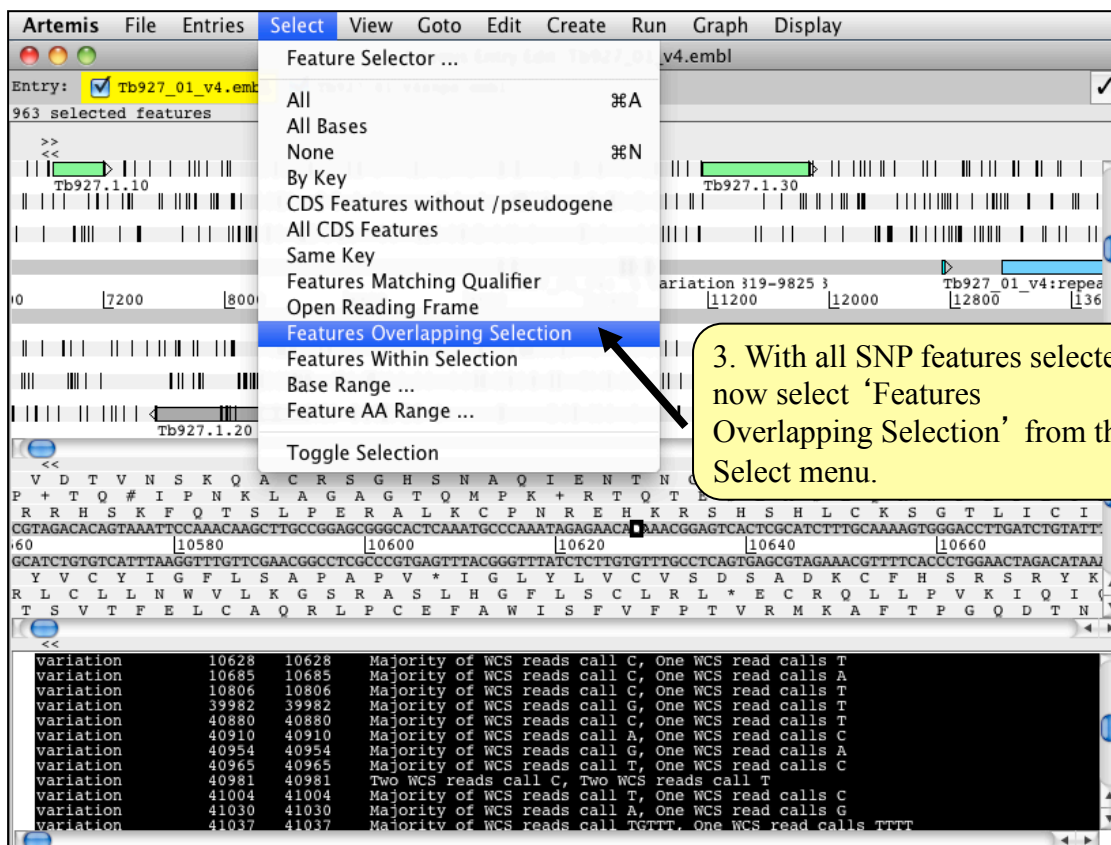 Artemis File Entries Select View Goto Edit Create Run Graph Display
v4.embl
Entry: Tb927_01_v4.emb
963 selected features
Feature Selector ...
All ⌘A
All Bases
None ⌘N
By Key
CDS Features without /pseudogene
All CDS Features
Same Key
Features Matching Qualifier
Open Reading Frame
Features Overlapping Selection
Features Within Selection
Base Range ...
Feature AA Range ...
Toggle Selection
>>
<<
Tb927.1.10 Tb927.1.30
ariation 319-9825 Tb927_01_v4:repea
7200 800 11200 12000 12800 136
Tb927.1.20
3. With all SNP features selecte
now select ‘Features
Overlapping Selection’ from th
Select menu.
<<
V D T V N S K Q A C R S G H S N A Q I E N T N
P + T Q # I P N K L A G A G T Q M P K + R T Q T E
R R H S K F Q T S L P E R A L K C P N R E H K R S H S H L C K S G T L I C I
CGTAGACACAGTAAATTCCAAACAAGCTTGCCGGAGCGGGCACTCAAATGCCCAAATAGAGAACA AAACGGAGTCACTCGCATCTTTGCAAAAGTGGGACCTTGATCTGTATT
60 10580 10600 10620 10640 10660
GCATCTGTGTCATTTAAGGTTTGTTCGAACGGCCTCGCCCGTGAGTTTACGGGTTTATCTCTTGTGTTTGCCTCAGTGAGCGTAGAAACGTTTTCACCCTGGAACTAGACATAA
Y V C Y I G F L S A P A P V * I G L Y L V C V S D S A D K C F H S R S R Y K
R L C L L N W V L K G S R A S L H G F L S C L R L * E C R Q L L P V K I Q I
T S V T F E L C A Q R L P C E F A W I S F V F P T V R M K A F T P G Q D T N
<<
variation 10628 10628 Majority of WCS reads call C, One WCS read calls T
variation 10685 10685 Majority of WCS reads call C, One WCS read calls A
variation 10806 10806 Majority of WCS reads call C, One WCS read calls T
variation 39982 39982 Majority of WCS reads call G, One WCS read calls T
variation 40880 40880 Majority of WCS reads call C, One WCS read calls T
variation 40910 40910 Majority of WCS reads call A, One WCS read calls C
variation 40954 40954 Majority of WCS reads call G, One WCS read calls A
variation 40965 40965 Majority of WCS reads call T, One WCS read calls C
variation 40981 40981 Two WCS reads call C, Two WCS reads call T
variation 41004 41004 Majority of WCS reads call T, One WCS read calls C
variation 41030 41030 Majority of WCS reads call A, One WCS read calls G
variation 41037 41037 Majority of WCS reads call TGTTT, One WCS read calls TTTT